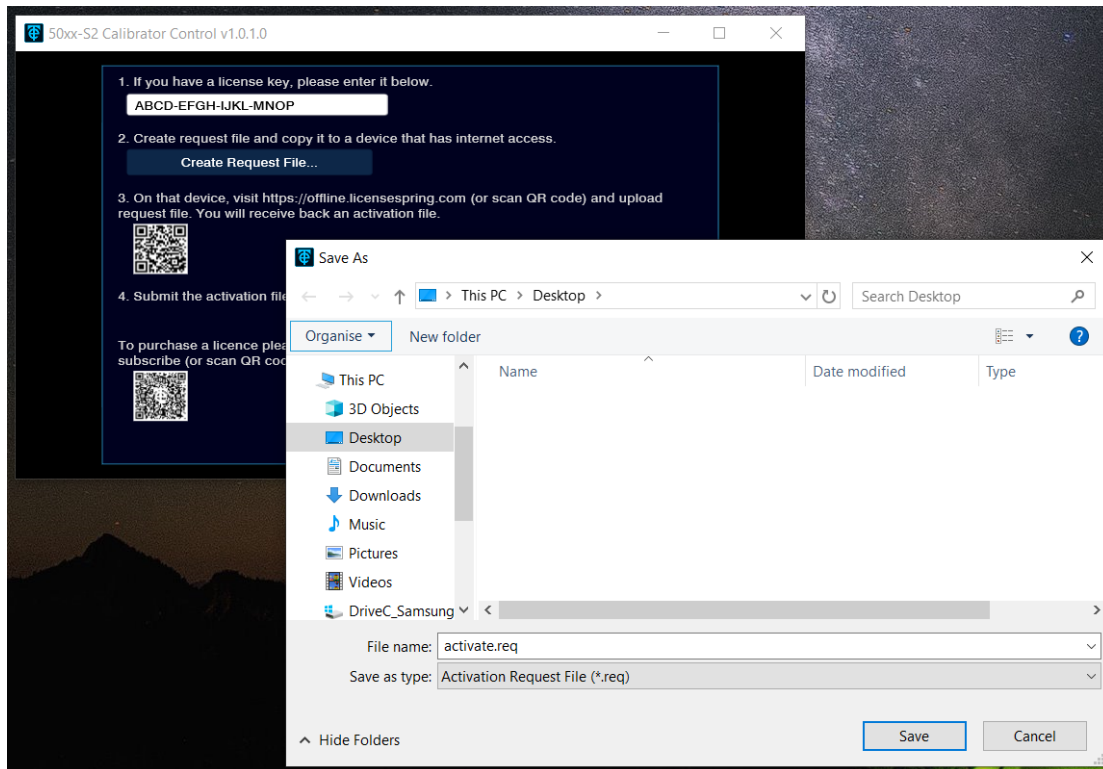 50xx-S2 Calibrator Control v1.0.1.0
1. If you have a license key, please enter it below.
ABCD-EFGH-IJKL-MNOP
2. Create request file and copy it to a device that has internet access.
Create Request File...
3. On that device, visit https://offline.licensespring.com (or scan QR code) and upload
request file. You will receive back an activation file.
4. Submit the activation file
To purchase a licence
subscribe (or scan QR
Save As
This PC > Desktop >
Search Desktop
Organise
New folder
?
Name
Date modified
Type
This PC
3D Objects
Desktop
Documents
Downloads
Music
Pictures
Videos
DriveC_Samsung
File name: activate.req
Save as type: Activation Request File (*.req)
Hide Folders
Save
Cancel